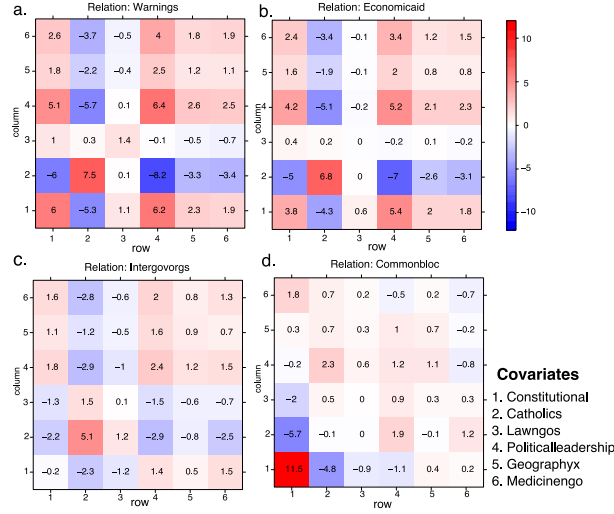 a.
Relation: Warnings
6 2.6 −3.7 −0.5 4 1.8 1.9
5 1.8 −2.2 −0.4 2.5 1.2 1.1
4 5.1 −5.7 0.1 6.4 2.6 2.5
3 1 0.3 1.4 −0.1 −0.5 −0.7
2 −6 7.5 0.1 −8.2 −3.3 −3.4
1 6 −5.3 1.1 6.2 2.3 1.9
column
1 2 3 4 5 6
row
b.
Relation: Economicaid
6 2.4 −3.4 −0.1 3.4 1.2 1.5
5 1.6 −1.9 −0.1 2 0.8 0.8
4 4.2 −5.1 −0.2 5.2 2.1 2.3
3 0.4 0.2 0 −0.2 0.1 −0.2
2 −5 6.8 0 −7 −2.6 −3.1
1 3.8 −4.3 0.6 5.4 2 1.8
column
1 2 3 4 5 6
row
10
5
0
−5
−10
c.
Relation: Intergovorgs
6 1.6 −2.8 −0.6 2 0.8 1.3
5 1.1 −1.2 −0.5 1.6 0.9 0.7
4 1.8 −2.9 −1 2.4 1.2 1.5
3 −1.3 1.5 0.1 −1.5 −0.6 −0.7
2 −2.2 5.1 1.2 −2.9 −0.8 −2.5
1 −0.2 −2.3 −1.2 1.4 0.5 1.5
column
1 2 3 4 5 6
row
d.
Relation: Commonbloc
6 1.8 0.7 0.2 −0.5 0.2 −0.7
5 0.3 0.7 0.3 1 0.7 −0.2
4 −0.2 2.3 0.6 1.2 1.1 −0.8
3 −2 0.5 0 0.9 0.3 0.3
2 −5.7 −0.1 0 1.9 −0.1 1.2
1 11.5 −4.8 −0.9 −1.1 0.4 0.2
column
1 2 3 4 5 6
row
Covariates
1. Constitutional
2. Catholics
3. Lawngos
4. Politicalleadership
5. Geographyx
6. Medicinengo